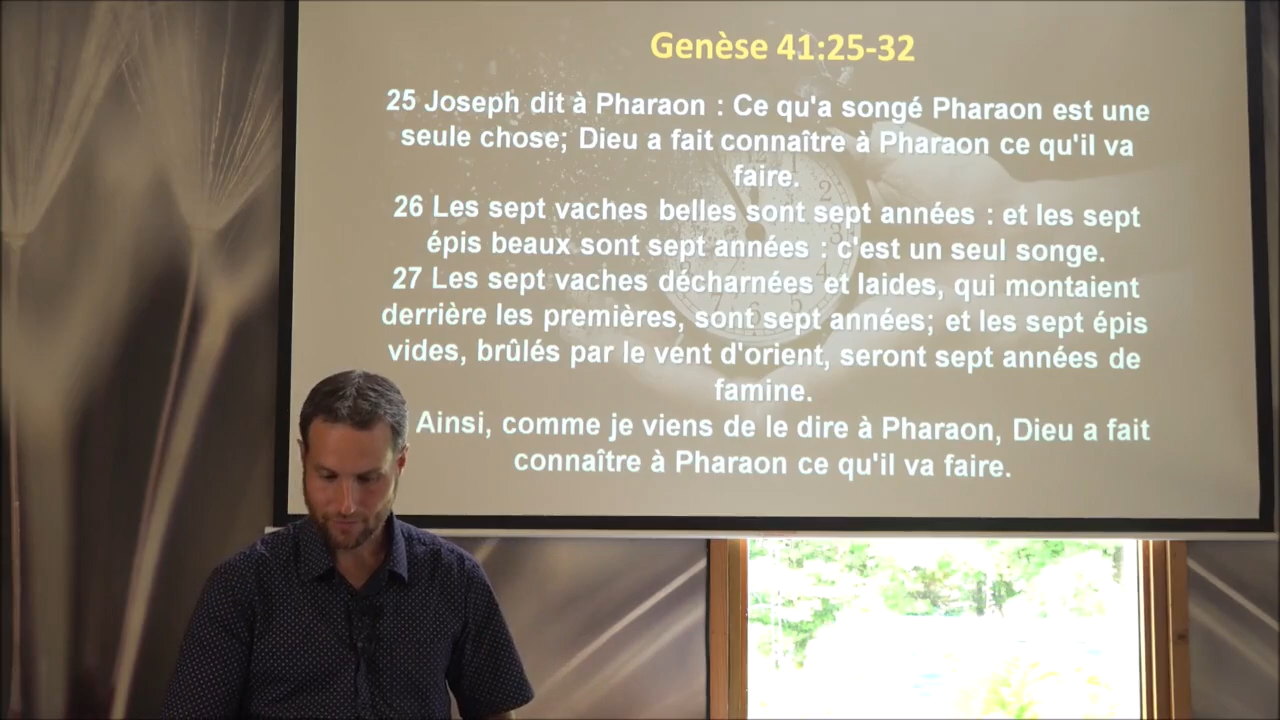 Genèse 41:25-32
25 Joseph dit à Pharaon : Ce qu'a songé Pharaon est une
seule chose; Dieu a fait connaître à Pharaon ce qu'il va
faire.
26 Les sept vaches belles sont sept années : et les sept
épis beaux sont sept années : c'est un seul songe.
27 Les sept vaches décharnées et laides, qui montaient
derrière les premières, sont sept années; et les sept épis
vides, brûlés par le vent d'orient, seront sept années de
famine.
Ainsi, comme je viens de le dire à Pharaon, Dieu a fait
connaître à Pharaon ce qu'il va faire.